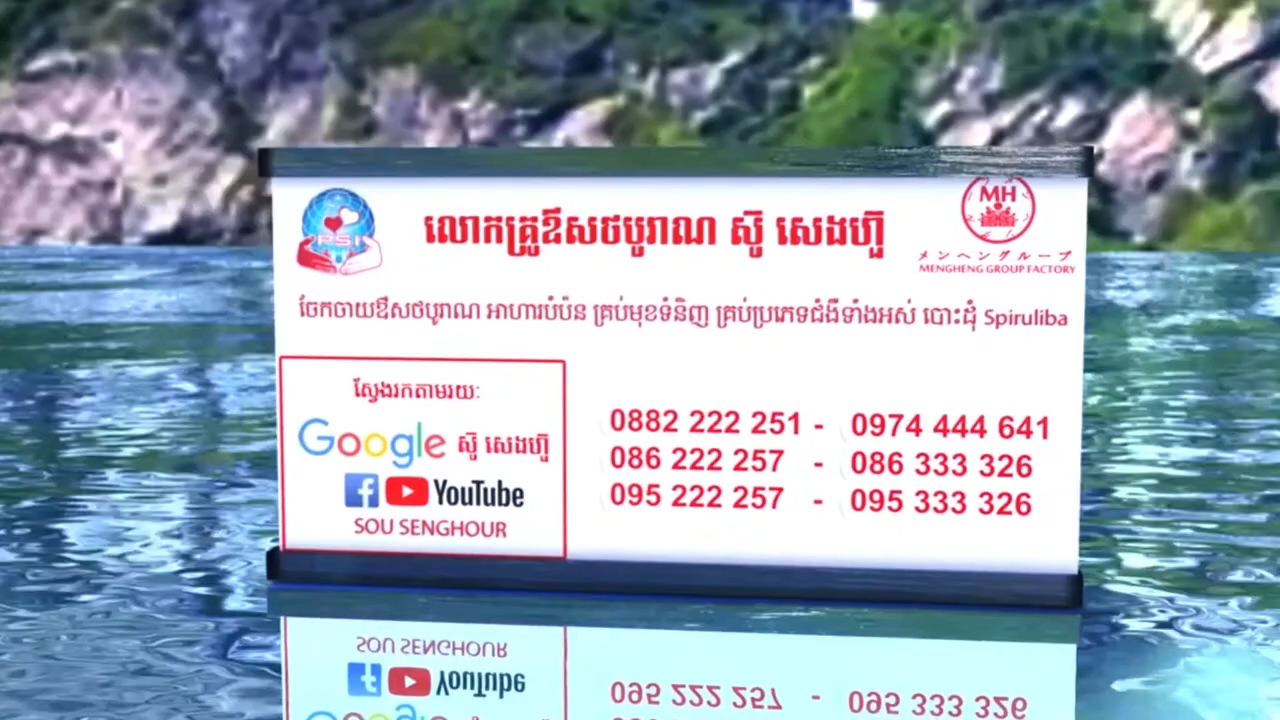 លោកគ្រូឪសថបូរាណ ស៊ូ សេងហ៊ួ
MH
メンヘングループ
MENGHENG GROUP FACTORY
ចែកចាយឱសថបូរាណ អាហារបំប៉ន គ្រប់មុខទំនិញ គ្រប់ប្រភេទជំងឺទាំងអស់ បោះដុំ Spiruliba
ស្វែងរកតាមរយៈ
Google ស៊ូ សេងហ៊ួ
YouTube
SOU SENGHOUR
0882 222 251 - 0974 444 641
086 222 257 - 086 333 326
095 222 257 - 095 333 326